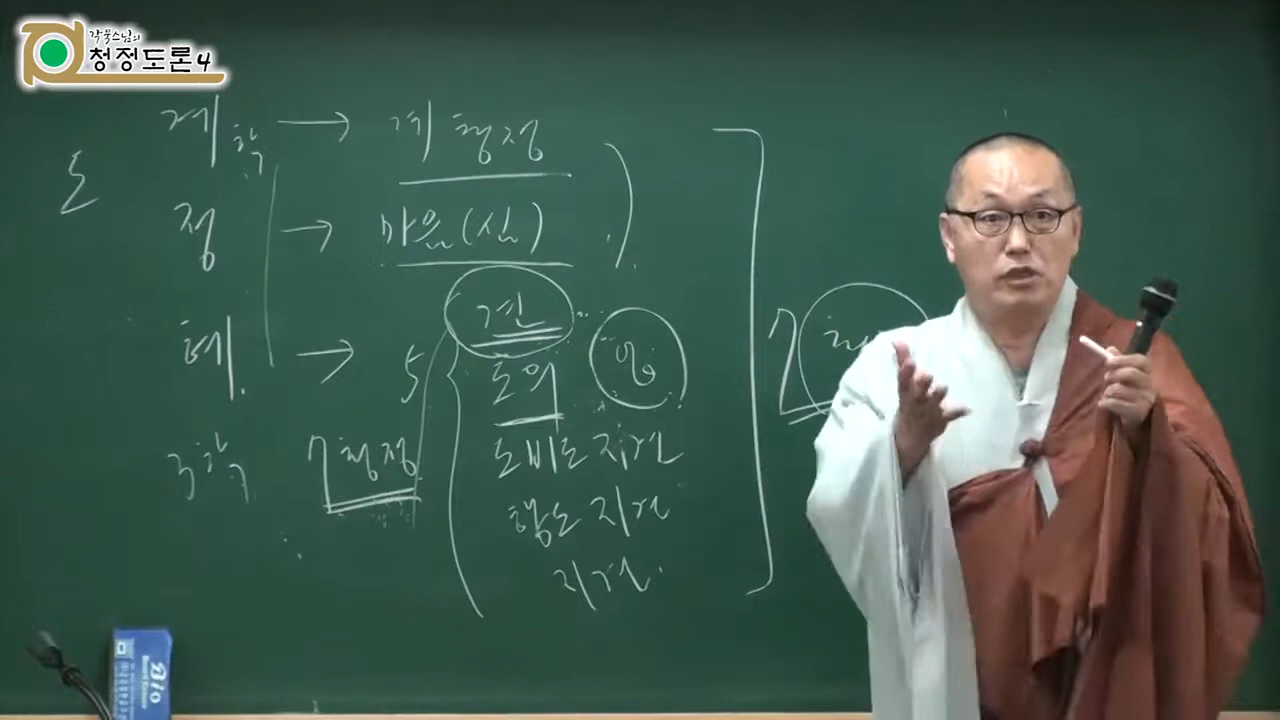 각묵스님의
청정도론 4
도
계학 → 계청정
정 → 마음(심)
혜 → 5 견
도의
도비도지견
행도지견
지견
3학 7청정
7
Bio